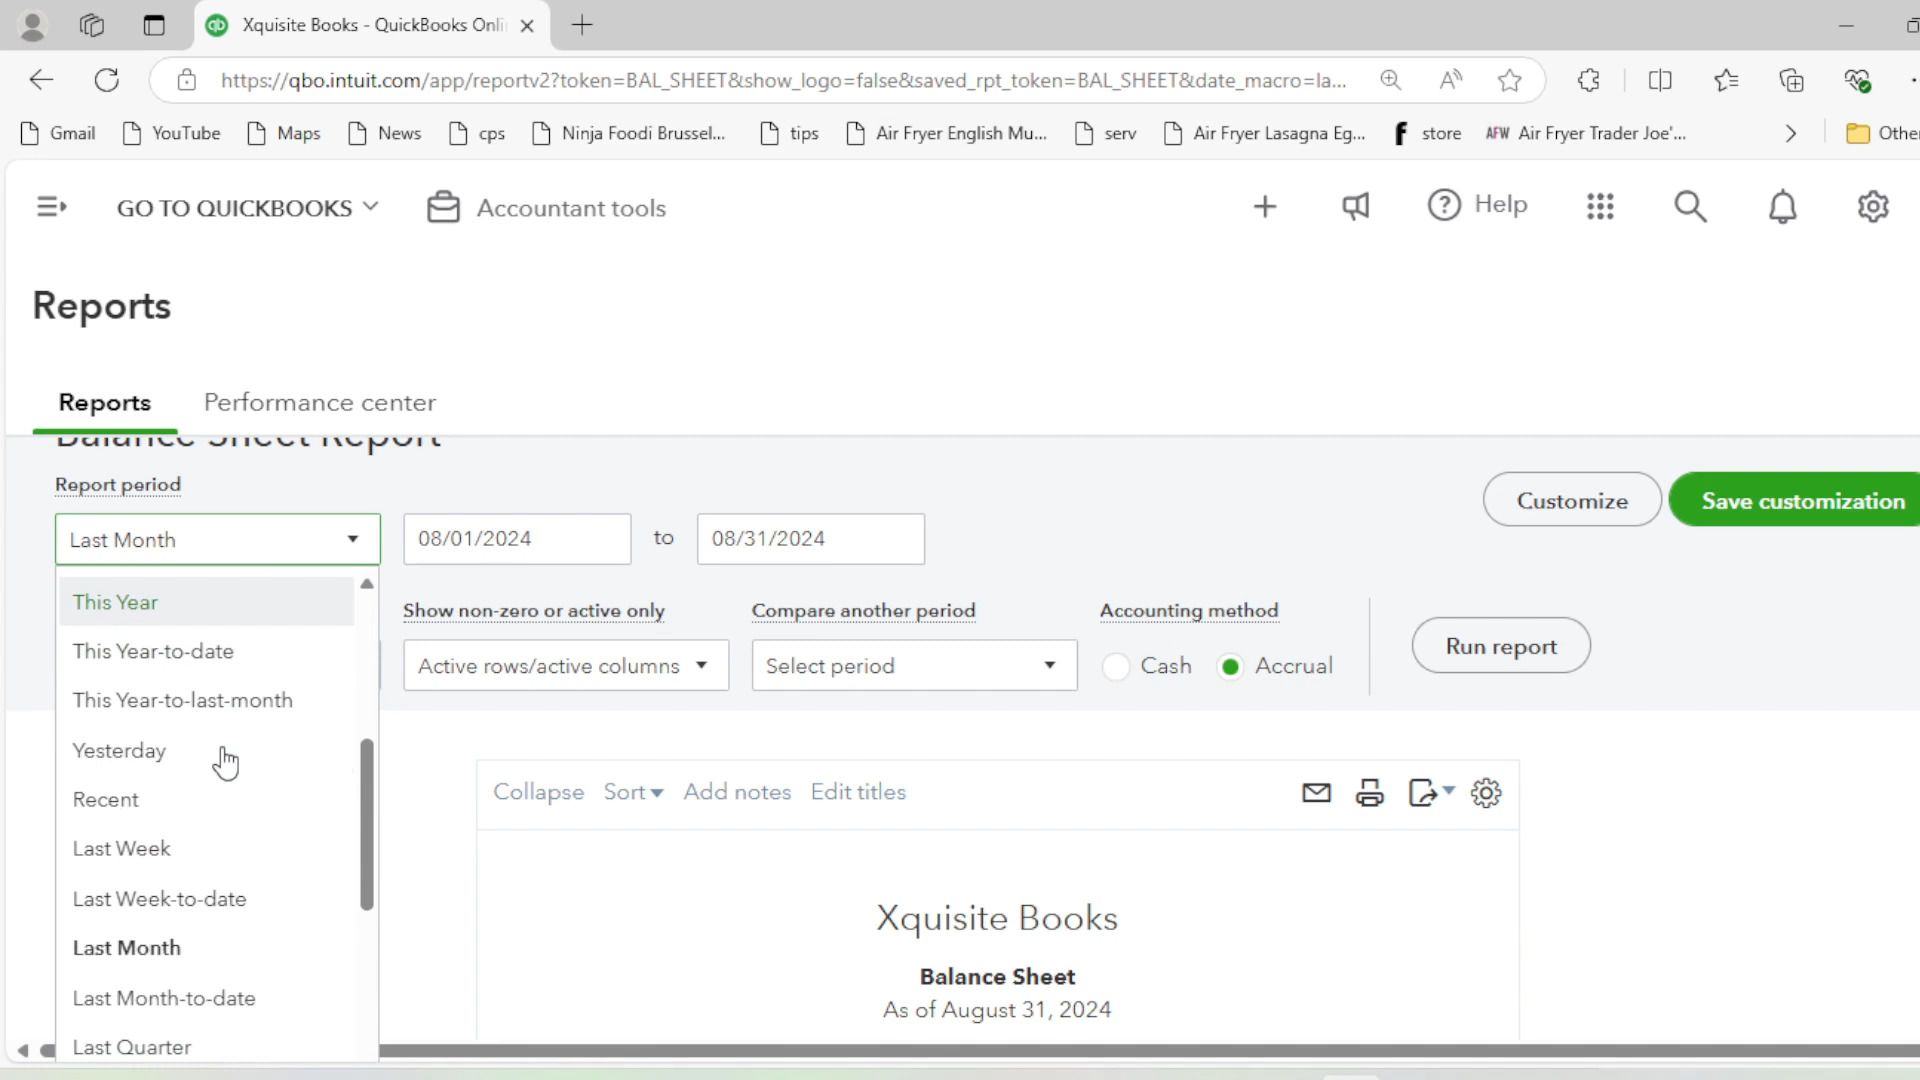 Xquisite Books - QuickBooks Onli
https://qbo.intuit.com/app/reportv2?token=BAL_SHEET&show_logo=false&saved_rpt_token=BAL_SHEET&date_macro=la...
Gmail YouTube Maps News cps Ninja Foodi Brussel... tips Air Fryer English Mu... serv Air Fryer Lasagna Eg... store AFW Air Fryer Trader Joe'... Other
GO TO QUICKBOOKS Accountant tools Help
Reports
Reports Performance center
Balance Sheet Report
Report period
Customize Save customization
Last Month 08/01/2024 to 08/31/2024
This Year
Show non-zero or active only Compare another period Accounting method
This Year-to-date
Active rows/active columns Select period Cash Accrual Run report
This Year-to-last-month
Yesterday
Recent
Collapse Sort Add notes Edit titles
Last Week
Last Week-to-date
Last Month
Last Month-to-date
Last Quarter
Xquisite Books
Balance Sheet
As of August 31, 2024